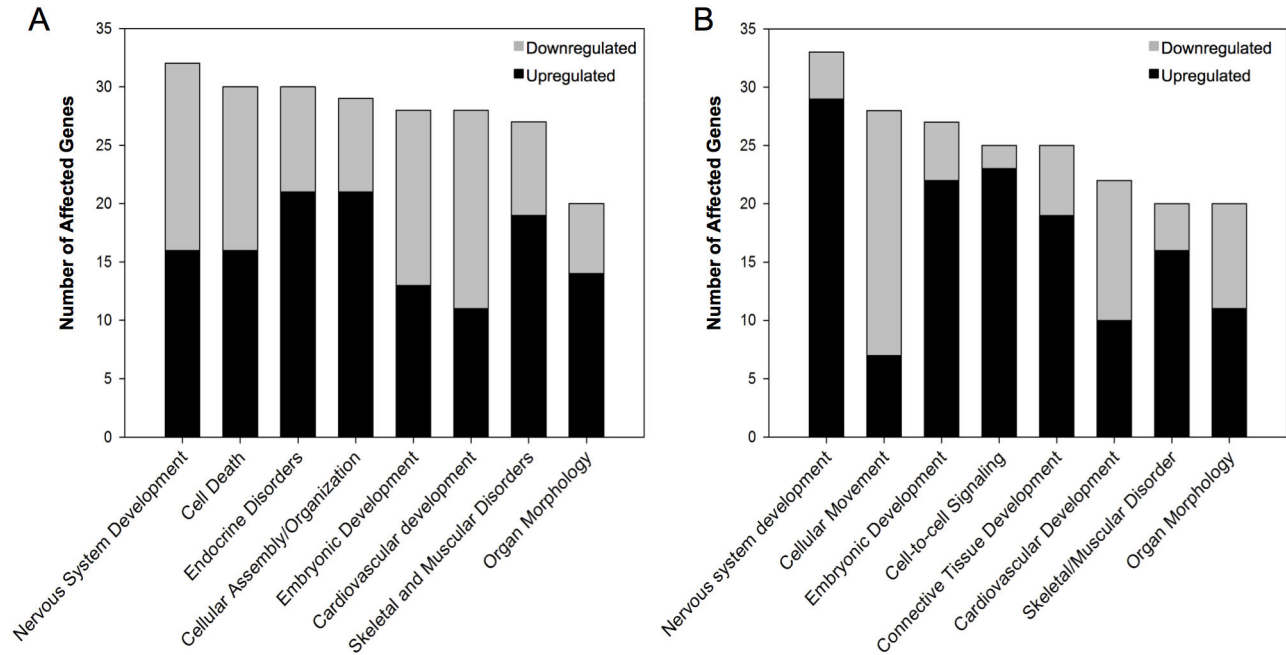 A
Number of Affected Genes
35
30
25
20
15
10
5
0
Downregulated
Upregulated
Nervous System Development
Cell Death
Endocrine Disorders
Cellular Assembly/Organization
Embryonic Development
Cardiovascular development
Skeletal and Muscular Disorders
Organ Morphology
B
Number of Affected Genes
35
30
25
20
15
10
5
0
Downregulated
Upregulated
Nervous system development
Cellular Movement
Embryonic Development
Cell-to-cell Signaling
Connective Tissue Development
Cardiovascular Development
Skeletal/Muscular Disorder
Organ Morphology